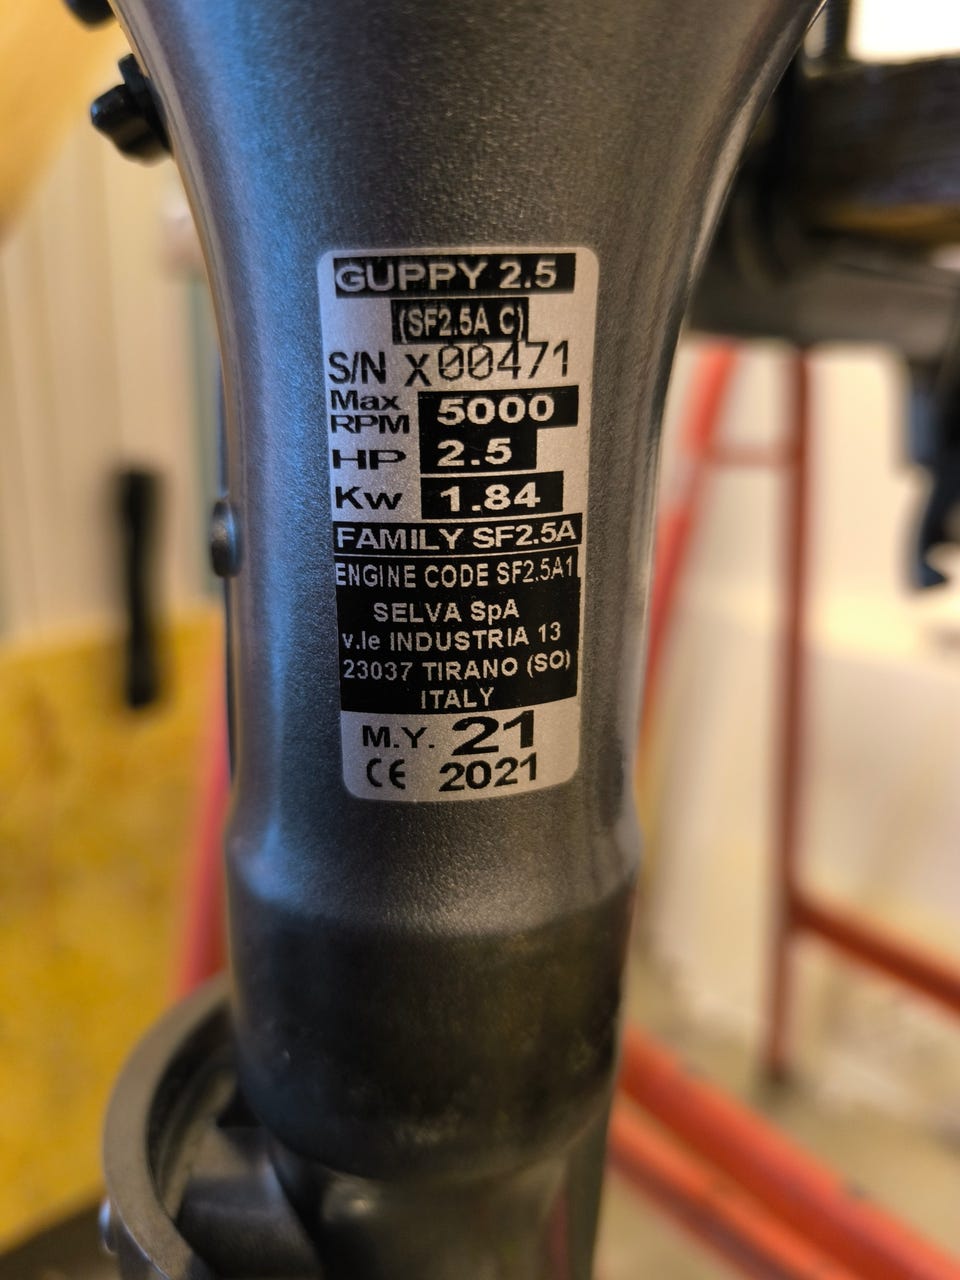 GUPPY 2.5
(SF2.5A C)
S/N X00471
Max RPM 5000
HP 2.5
Kw 1.84
FAMILY SF2.5A
ENGINE CODE SF2.5A1
SELVA SpA
v.le INDUSTRIA 13
23037 TIRANO (SO)
ITALY
M.Y. 21
CE 2021